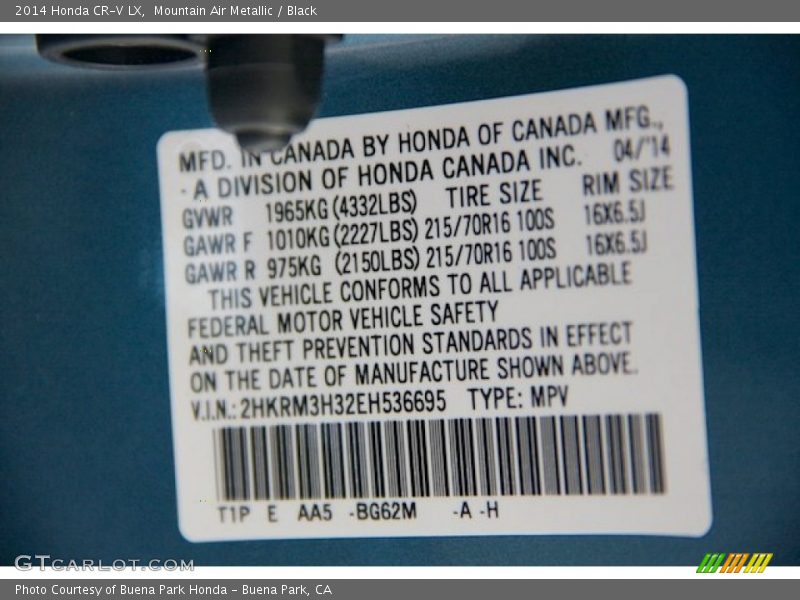 2014 Honda CR-V LX,  Mountain Air Metallic / Black
MFD. IN CANADA BY HONDA OF CANADA MFG.,
- A DIVISION OF HONDA CANADA INC.  04/'14
GVWR 1965KG (4332LBS) TIRE SIZE RIM SIZE
GAWR F 1010KG (2227LBS) 215/70R16 100S 16X6.5J
GAWR R 975KG (2150LBS) 215/70R16 100S 16X6.5J
THIS VEHICLE CONFORMS TO ALL APPLICABLE
FEDERAL MOTOR VEHICLE SAFETY
AND THEFT PREVENTION STANDARDS IN EFFECT
ON THE DATE OF MANUFACTURE SHOWN ABOVE.
V.I.N.: 2HKRM3H32EH536695 TYPE: MPV
T1P E AA5 -BG62M -A -H
GTCARLOT.COM
Photo Courtesy of Buena Park Honda - Buena Park, CA